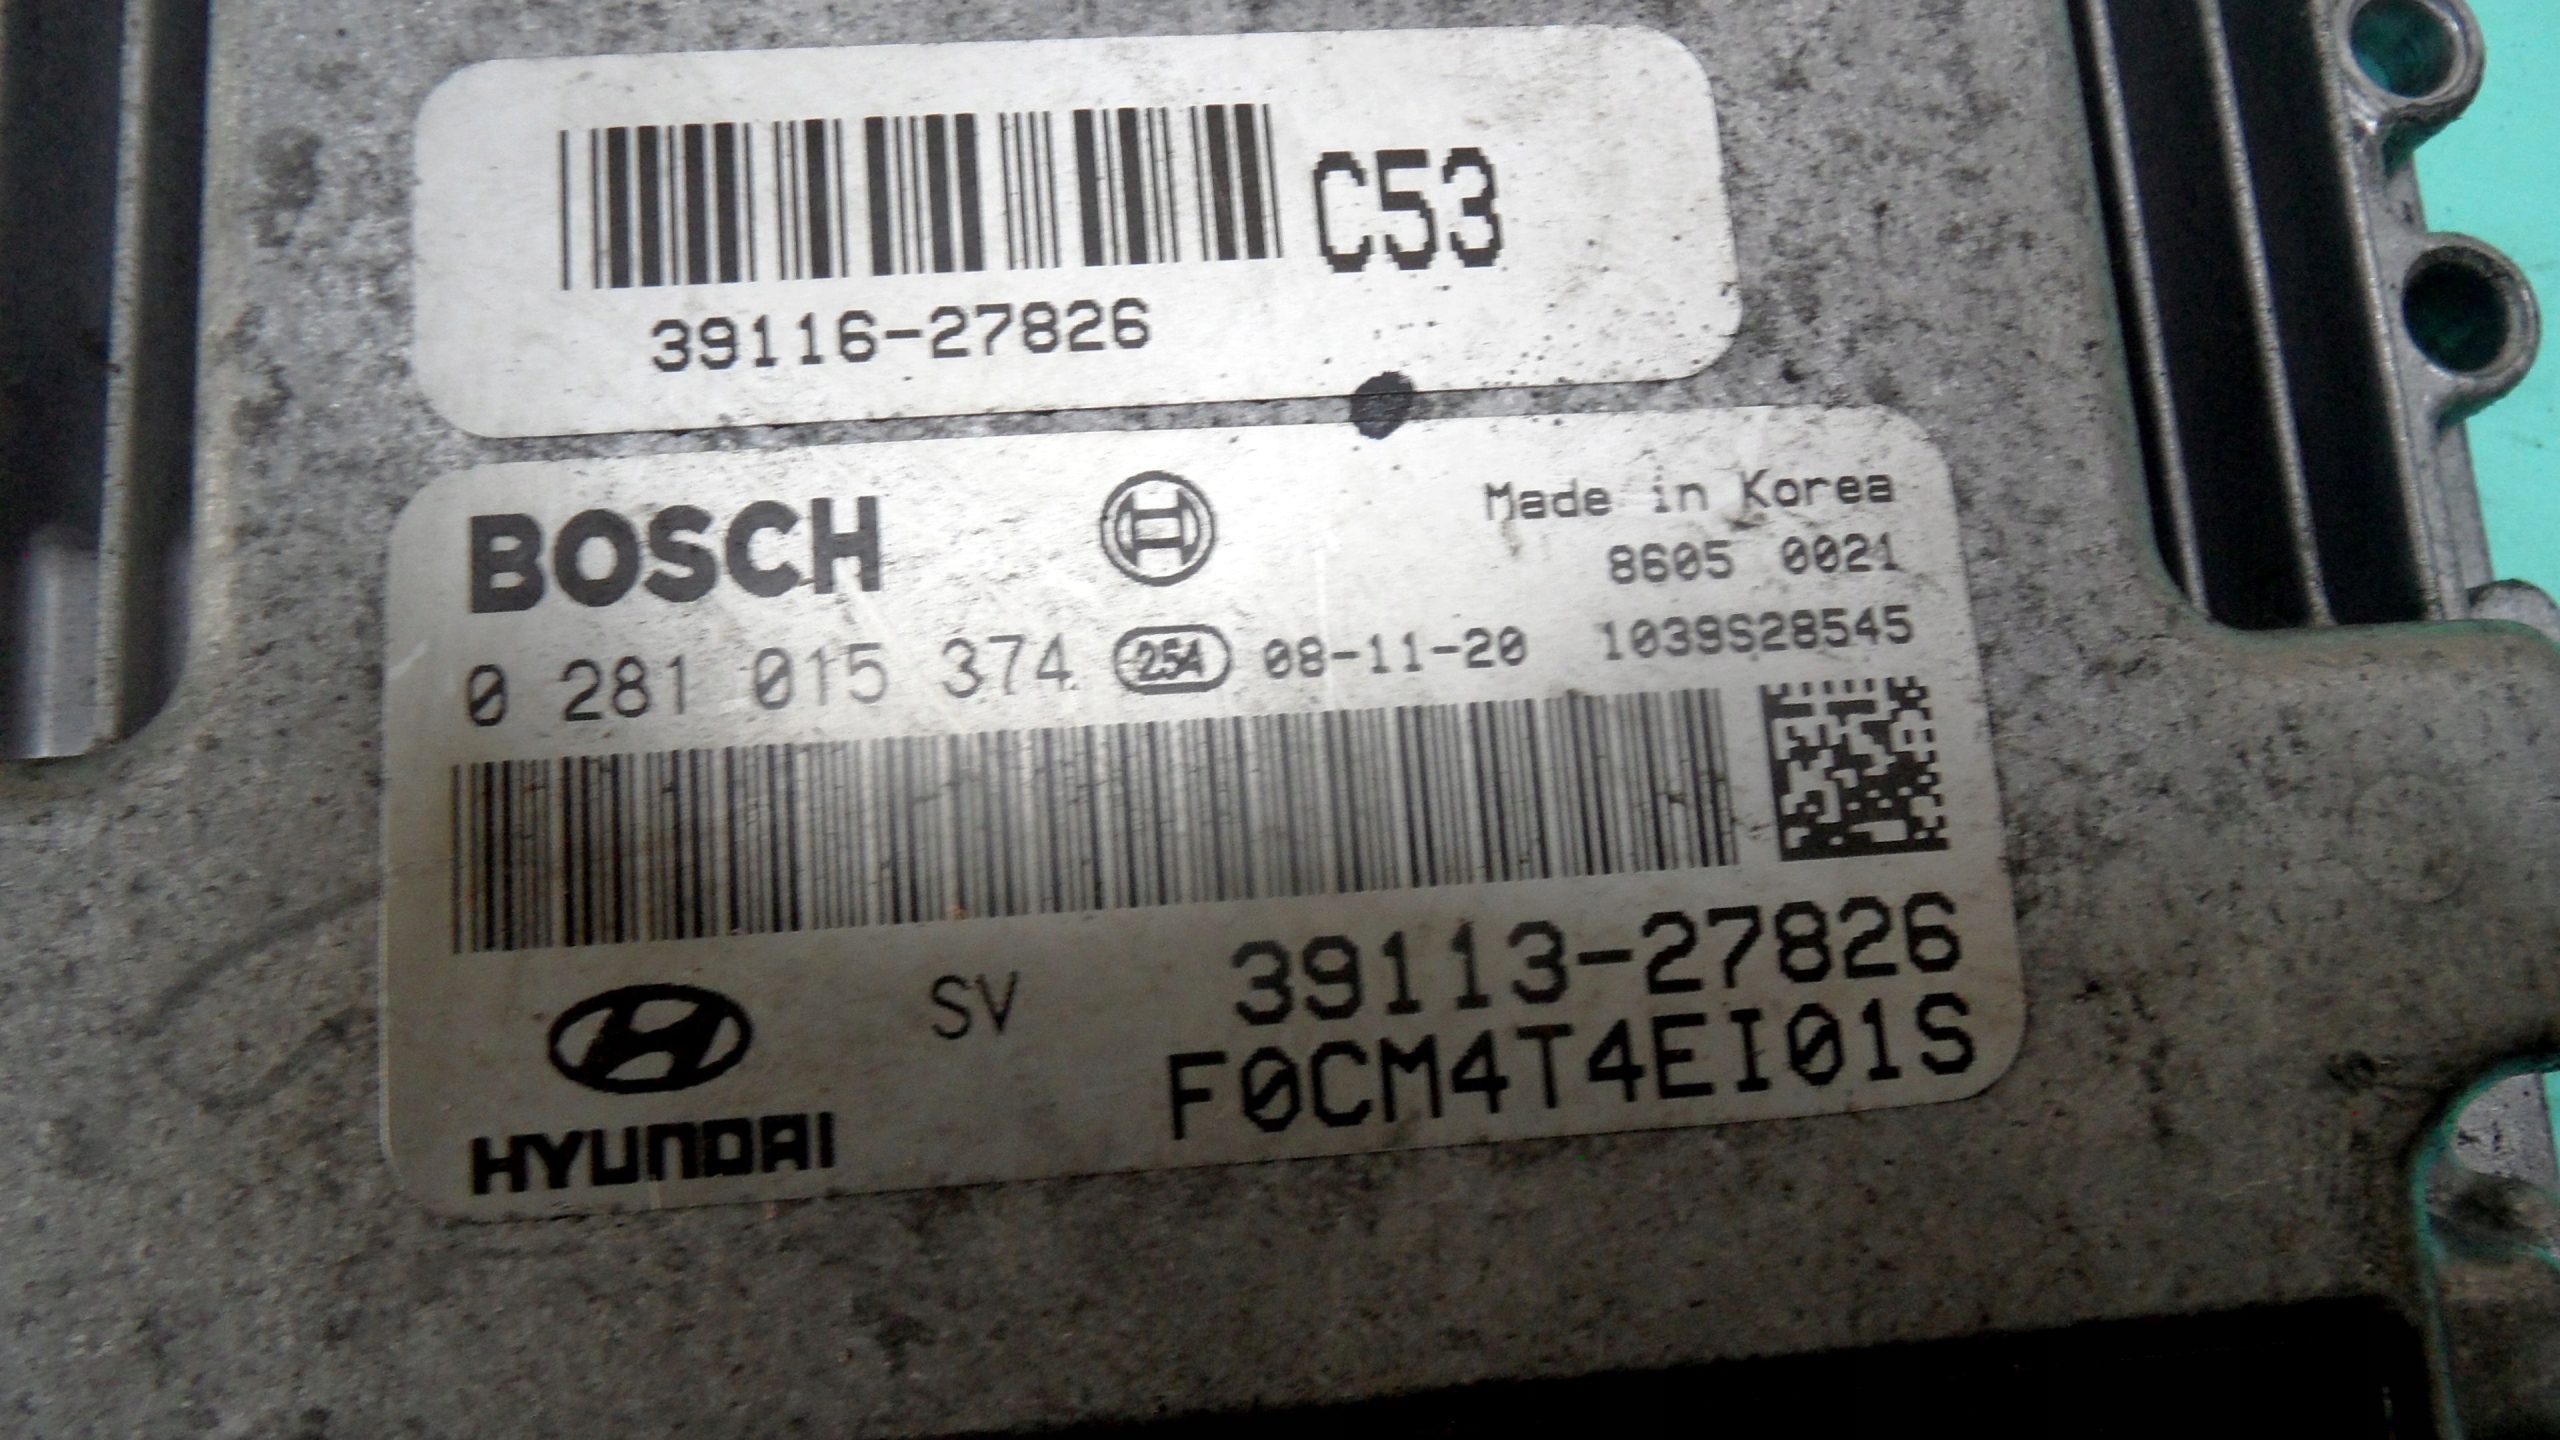 C53
39116-27826
BOSCH
Made in Korea
8605 0021
0 281 015 374 254 08-11-20 1039S28545
SV 39113-27826
F0CM4T4EI01S
HYUNDAI